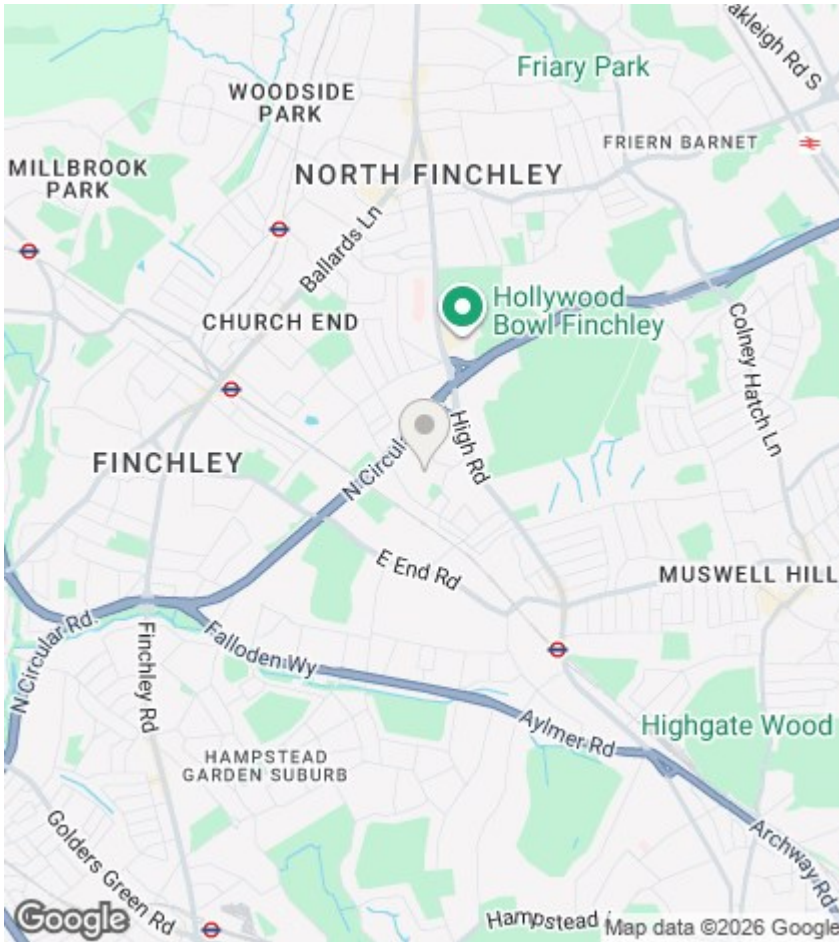 Oakleigh Rd S
Friary Park
WOODSIDE
PARK
FRIERN BARNET
MILLBROOK
PARK
NORTH FINCHLEY
Ballards Ln
Hollywood
Bowl Finchley
CHURCH END
Colney Hatch Ln
High Rd
N Circular
FINCHLEY
E End Rd
MUSWELL HILL
N Circular Rd
Finchley Rd
Falloden Wy
Aylmer Rd
Highgate Wood
HAMPSTEAD
GARDEN SUBURB
Golders Green Rd
Archway Rd
Google
Hampstead
Map data ©2026 Google